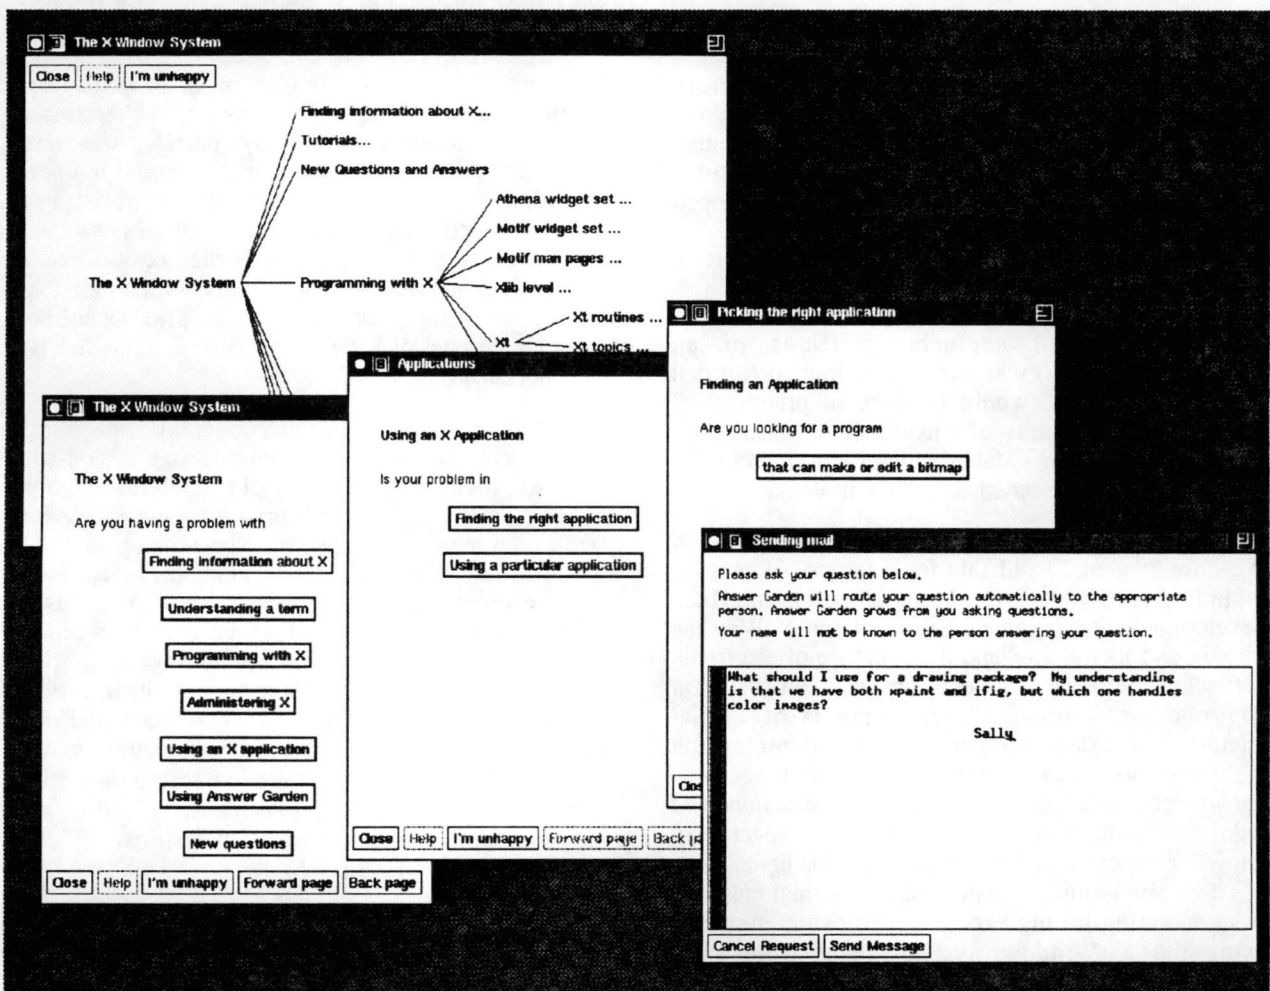 The X Window System
Close Help I'm unhappy
Finding information about X...
Tutorials...
New Questions and Answers
Athena widget set ...
Motif widget set ...
Motif man pages ...
The X Window System
Programming with X
Xlib level ...
Xt routines ...
Xt
Xt topics ...
The X Window System
The X Window System
Are you having a problem with
Finding information about X
Understanding a term
Programming with X
Administering X
Using an X application
Using Answer Garden
New questions
Close Help I'm unhappy Forward page Back page
Applications
Using an X Application
Is your problem in
Finding the right application
Using a particular application
Close Help I'm unhappy Forward page Back
Picking the right application
Finding an Application
Are you looking for a program
that can make or edit a bitmap
Sending mail
Please ask your question below.
Answer Garden will route your question automatically to the appropriate
person. Answer Garden grows from you asking questions.
Your name will not be known to the person answering your question.
What should I use for a drawing package? My understanding
is that we have both xpaint and ifig, but which one handles
color images?
Sally
Cancel Request Send Message